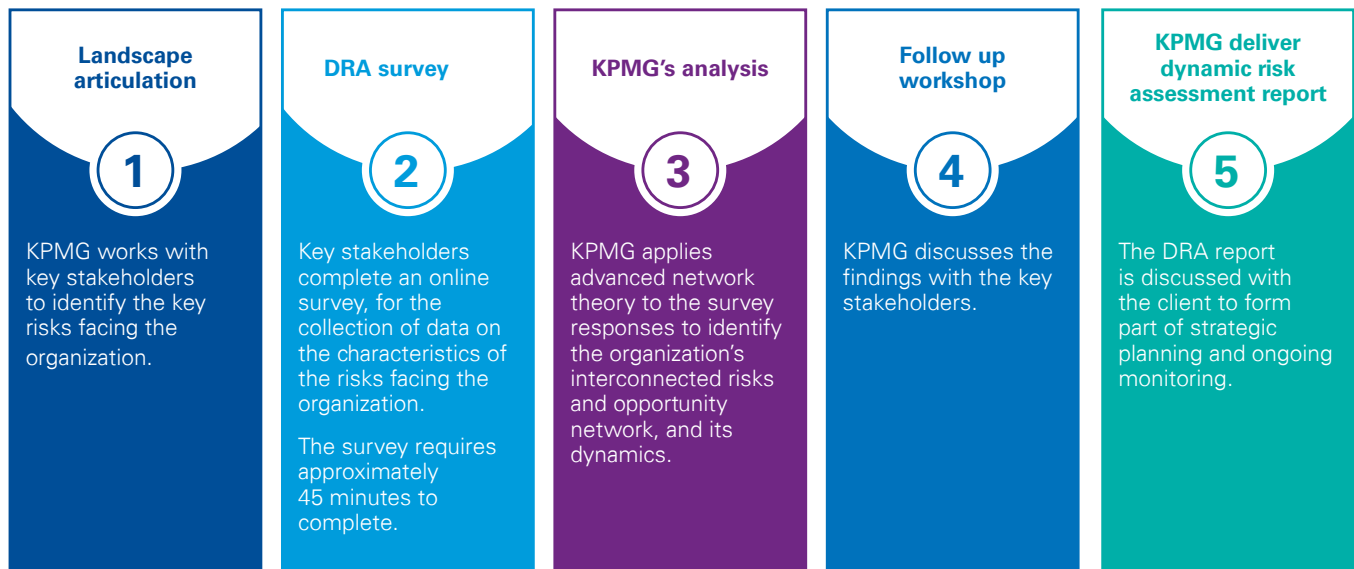 Landscape
articulation
1
KPMG works with
key stakeholders
to identify the key
risks facing the
organization.
DRA survey
2
Key stakeholders
complete an online
survey, for the
collection of data on
the characteristics of
the risks facing the
organization.
The survey requires
approximately
45 minutes to
complete.
KPMG's analysis
3
KPMG applies
advanced network
theory to the survey
responses to identify
the organization's
interconnected risks
and opportunity
network, and its
dynamics.
Follow up
workshop
4
KPMG discusses the
findings with the key
stakeholders.
KPMG deliver
dynamic risk
assessment report
5
The DRA report
is discussed with
the client to form
part of strategic
planning and ongoing
monitoring.